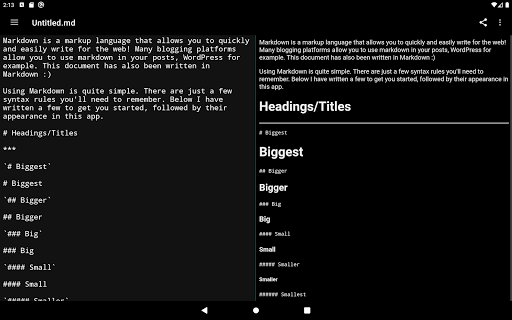 2:13
Untitled.md
Markdown is a markup language that allows you to quickly
and easily write for the web! Many blogging platforms
allow you to use markdown in your posts, WordPress for
example. This document has also been written in
Markdown :)
Using Markdown is quite simple. There are just a few
syntax rules you'll need to remember. Below I have
written a few to get you started, followed by their
appearance in this app.
# Headings/Titles
***
`# Biggest`
# Biggest
`## Bigger`
## Bigger
`### Big`
### Big
`#### Small`
#### Small
`##### Smaller`
Markdown is a markup language that allows you to quickly and easily write for the web!
Many blogging platforms allow you to use markdown in your posts, WordPress for
example. This document has also been written in Markdown :)
Using Markdown is quite simple. There are just a few syntax rules you'll need to
remember. Below I have written a few to get you started, followed by their appearance in
this app.
Headings/Titles
# Biggest
Biggest
## Bigger
Bigger
### Big
Big
#### Small
Small
##### Smaller
Smaller
###### Smallest